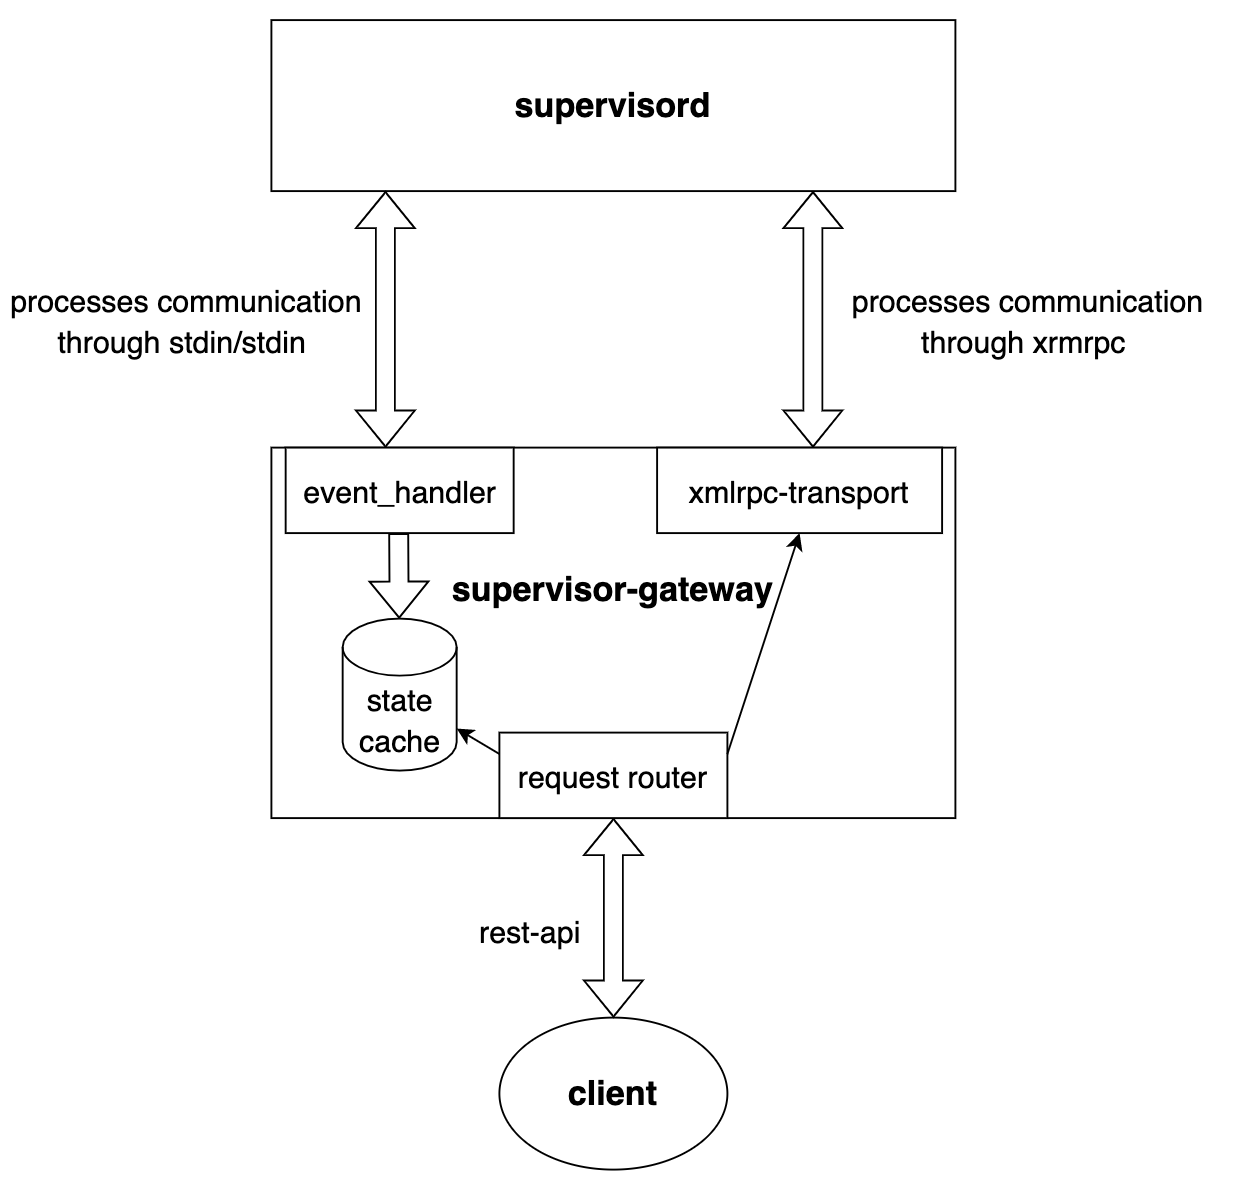 supervisord
processes communication
through stdin/stdin
processes communication
through xrmrpc
event_handler
xmlrpc-transport
supervisor-gateway
state
cache
request router
rest-api
client